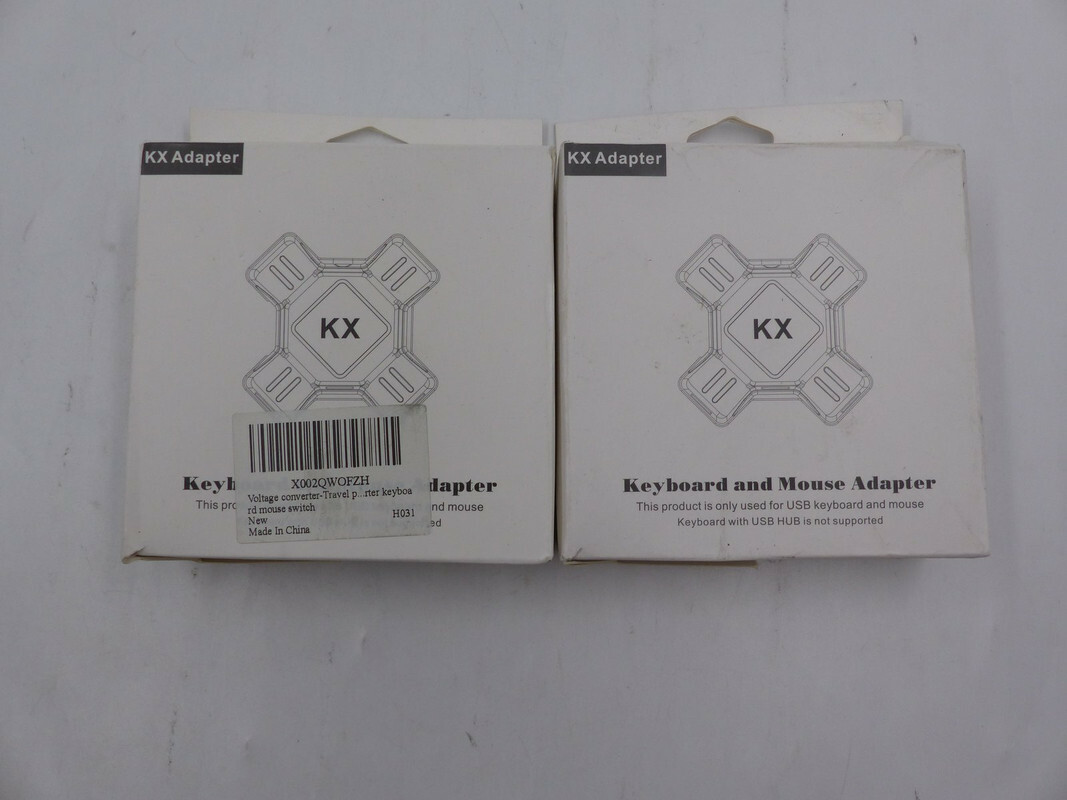 KX Adapter
KX
X002QWOFZH
Voltage converter-Travel p...rter keyboa
rd mouse switch
H031
New
Made In China
Keyb dapter
This pro nd mouse
ed
KX Adapter
KX
Keyboard and Mouse Adapter
This product is only used for USB keyboard and mouse
Keyboard with USB HUB is not supported